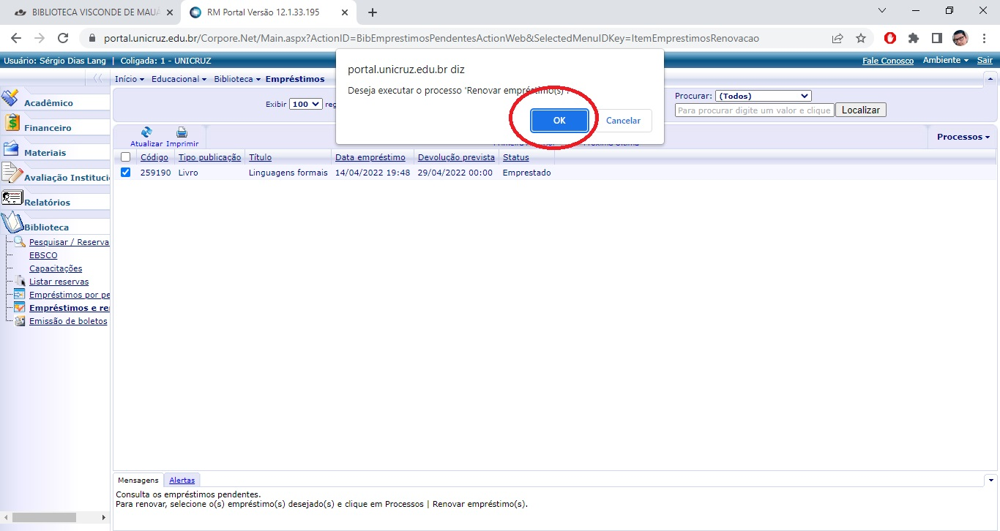 BIBLIOTECA VISCONDE DE MAUÁ
RM Portal Versão 12.1.33.195
portal.unicruz.edu.br/Corpore.Net/Main.aspx?ActionID=BibEmprestimosPendentesActionWeb&SelectedMenuIDKey=ItemEmprestimosRenovacao
Usuário: Sérgio Dias Lang | Coligada: 1 - UNICRUZ
Fale Conosco Ambiente Sair
Início Educacional Biblioteca Empréstimos
portal.unicruz.edu.br diz
Deseja executar o processo 'Renovar empréstimo(s)'.
OK Cancelar
Exibir 100 reg
Procurar: (Todos)
Para procurar digite um valor e clique Localizar
Atualizar Imprimir
Processos
Código Tipo publicação Título Data empréstimo Devolução prevista Status
259190 Livro Linguagens formais 14/04/2022 19:48 29/04/2022 00:00 Emprestado
Acadêmico
Financeiro
Materiais
Avaliação Institucio
Relatórios
Biblioteca
Pesquisar / Reserva
EBSCO
Capacitações
Listar reservas
Empréstimos por pe
Empréstimos e re
Emissão de boletos
Mensagens Alertas
Consulta os empréstimos pendentes.
Para renovar, selecione o(s) empréstimo(s) desejado(s) e clique em Processos | Renovar empréstimo(s).